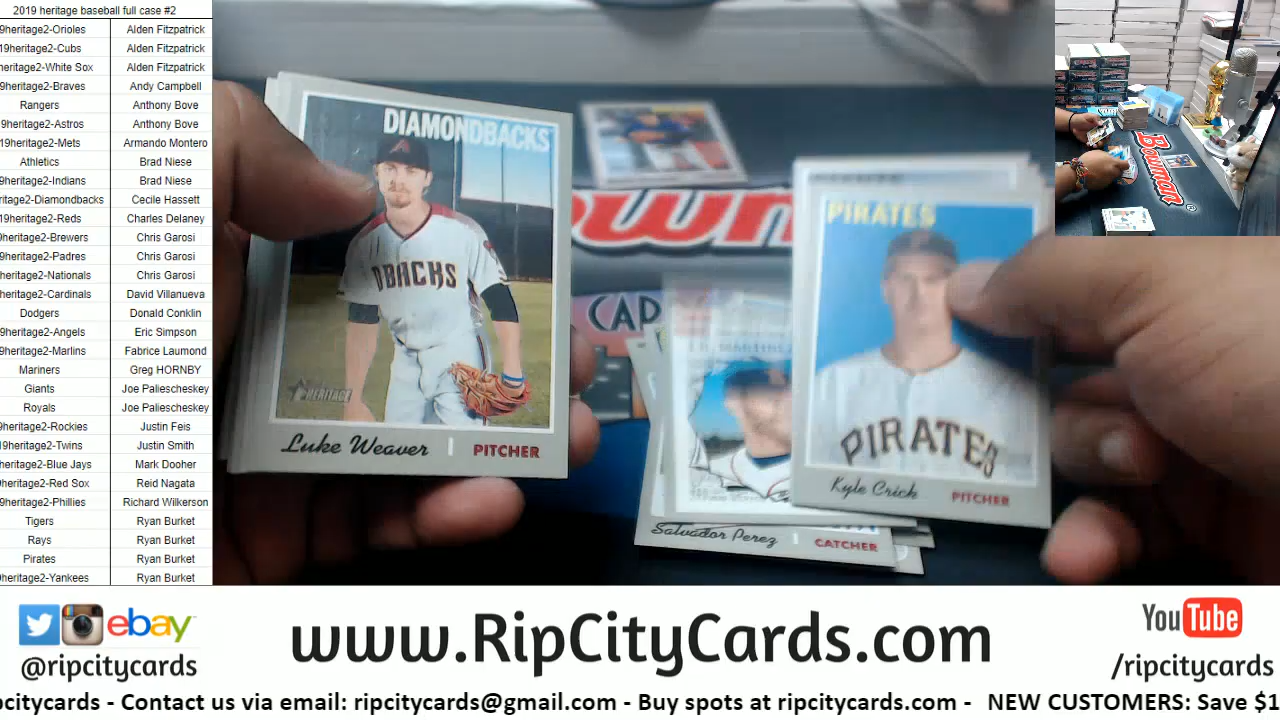 2019 heritage baseball full case #2
9heritage2-Orioles Alden Fitzpatrick
19heritage2-Cubs Alden Fitzpatrick
9heritage2-White Sox Alden Fitzpatrick
9heritage2-Braves Andy Campbell
Rangers Anthony Bove
9heritage2-Astros Anthony Bove
19heritage2-Mets Armando Montero
Athletics Brad Niese
9heritage2-Indians Brad Niese
ritage2-Diamondbacks Cecile Hassett
19heritage2-Reds Charles Delaney
9heritage2-Brewers Chris Garosi
9heritage2-Padres Chris Garosi
heritage2-Nationals Chris Garosi
heritage2-Cardinals David Villanueva
Dodgers Donald Conklin
9heritage2-Angels Eric Simpson
9heritage2-Marlins Fabrice Laumond
Mariners Greg HORNBY
Giants Joe Paliescheskey
Royals Joe Paliescheskey
9heritage2-Rockies Justin Feis
19heritage2-Twins Justin Smith
heritage2-Blue Jays Mark Dooher
9heritage2-Red Sox Reid Nagata
9heritage2-Phillies Richard Wilkerson
Tigers Ryan Burket
Rays Ryan Burket
Pirates Ryan Burket
9heritage2-Yankees Ryan Burket
DIAMONDBACKS
A
DBACKS
HERITAGE
Luke Weaver | PITCHER
own
CAP
J.D. MARTINEZ
Salvador Perez | CATCHER
PIRATES
PIRATES
Kyle Crick PITCHER
Bowman
ebay
@ripcitycards
www.RipCityCards.com
YouTube
/ripcitycards
pcitycards - Contact us via email: ripcitycards@gmail.com - Buy spots at ripcitycards.com - NEW CUSTOMERS: Save $1